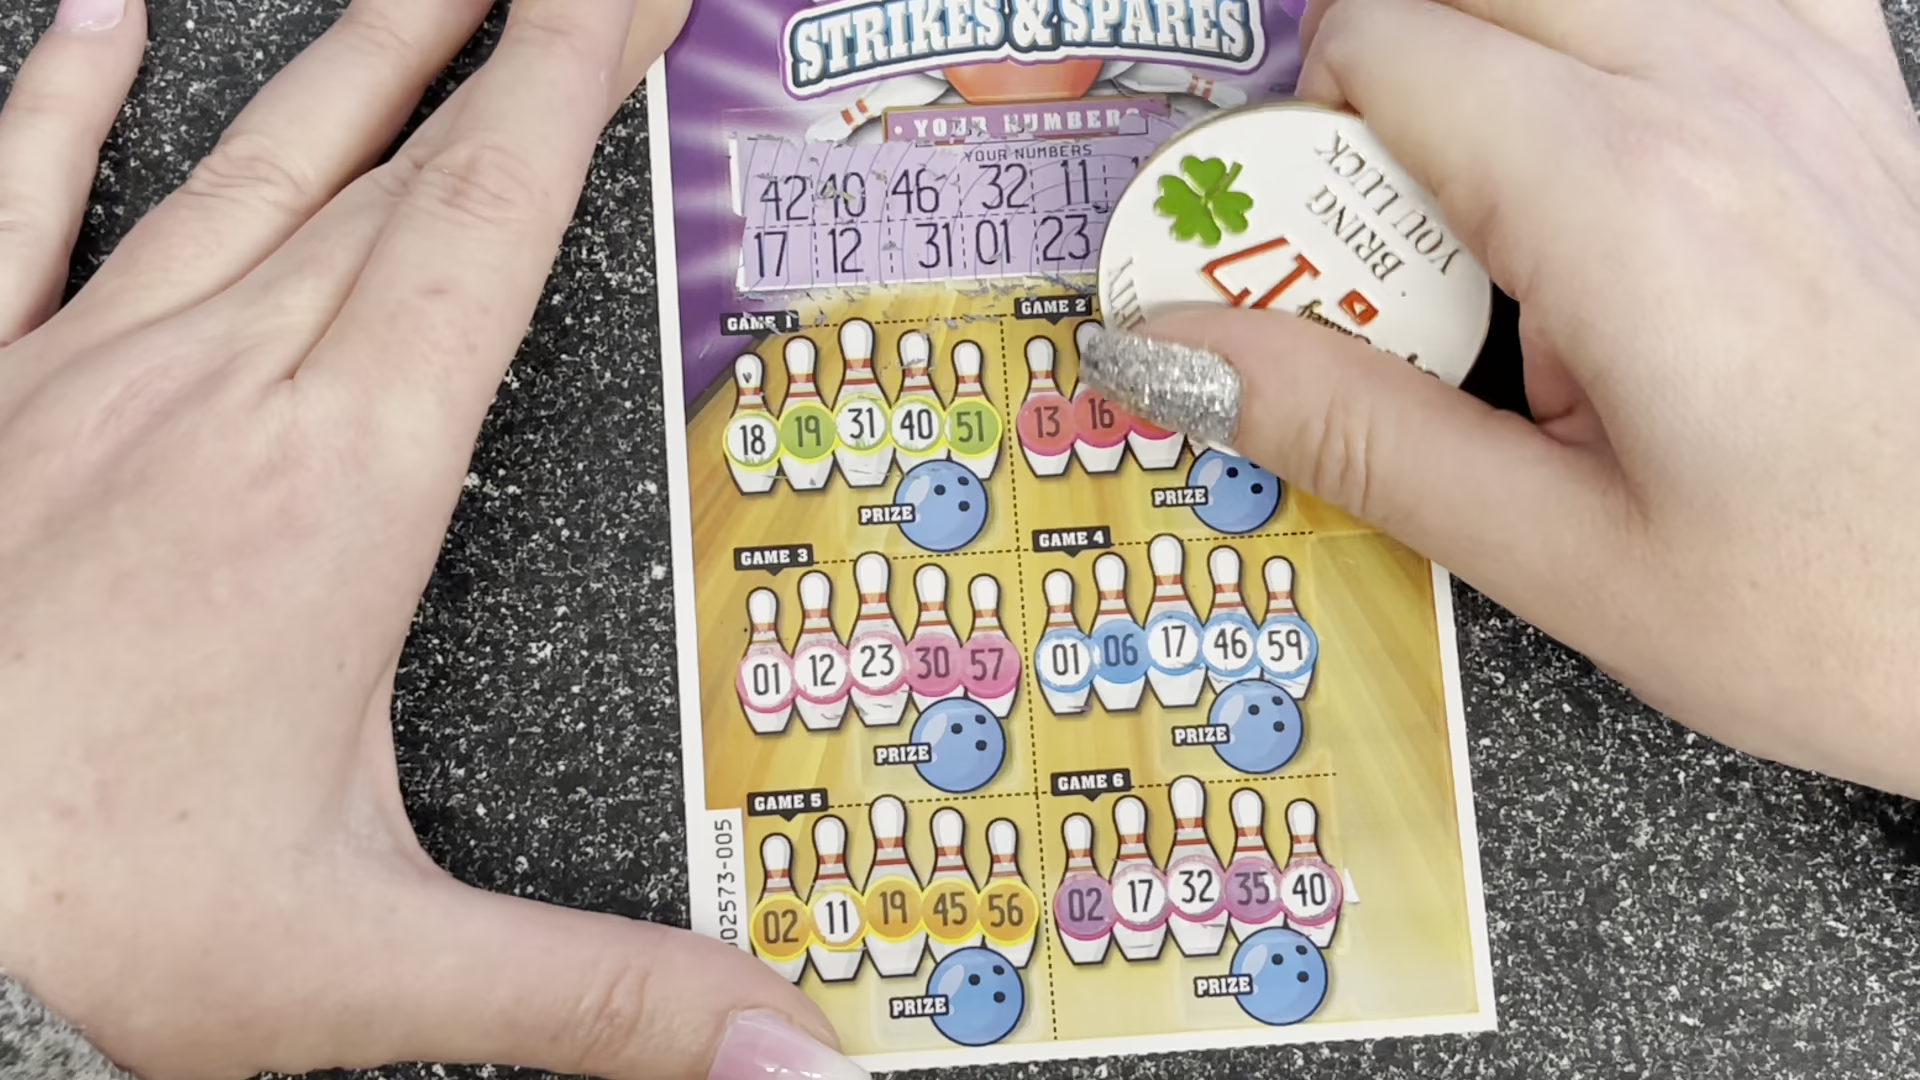 STRIKES & SPARES
YOUR NUMBERS
YOUR NUMBERS
42 40 46 32 11
17 12 31 01 23
GAME 1
18 19 31 40 51
PRIZE
GAME 2
13 16
PRIZE
GAME 3
01 12 23 30 57
PRIZE
GAME 4
01 06 17 46 59
PRIZE
GAME 5
02 11 19 45 56
PRIZE
GAME 6
02 17 32 35 40
PRIZE
02573-005
BRING
YOU LUCK
17